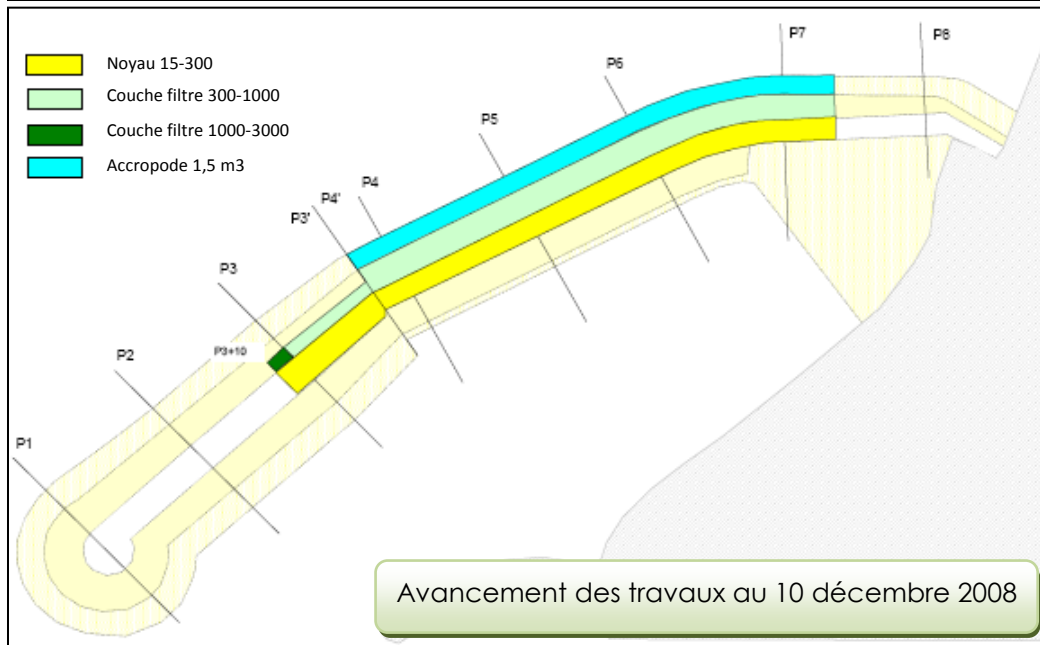 Noyau 15-300
Couche filtre 300-1000
Couche filtre 1000-3000
Accropode 1,5 m3
P7
P8
P6
P5
P4
P4'
P3'
P3
P3+10
P2
P1
Avancement des travaux au 10 décembre 2008